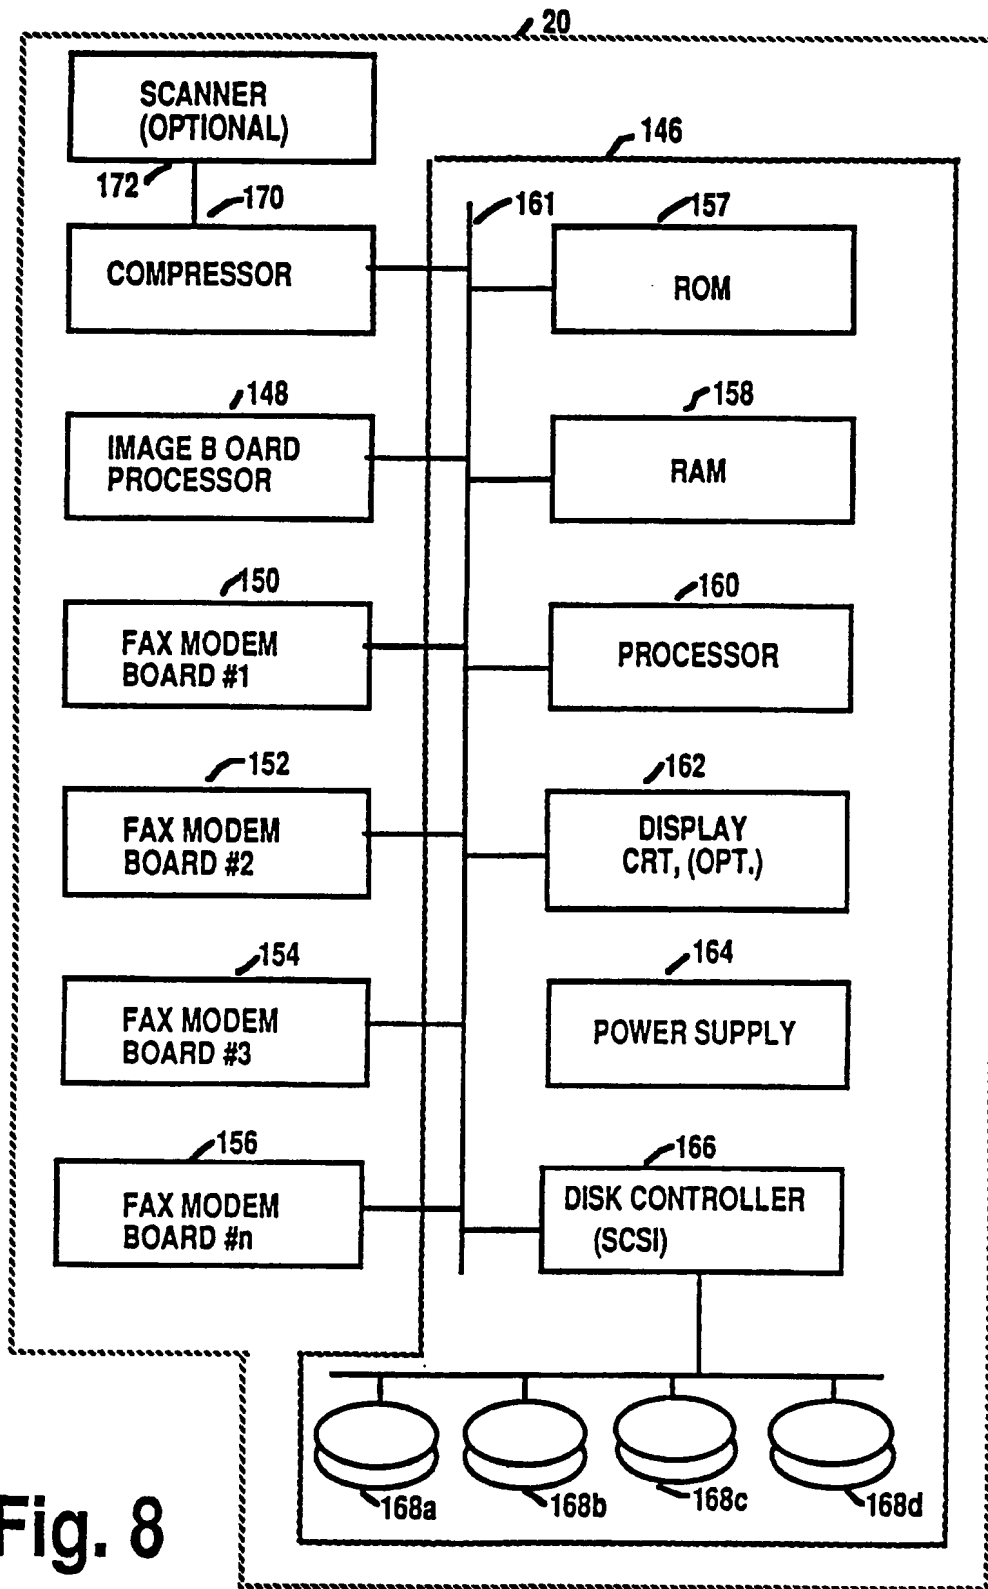 20
SCANNER
(OPTIONAL)
172
146
170
161
157
COMPRESSOR
ROM
148
158
IMAGE B OARD
PROCESSOR
RAM
150
160
FAX MODEM
BOARD #1
PROCESSOR
152
162
FAX MODEM
BOARD #2
DISPLAY
CRT, (OPT.)
154
164
FAX MODEM
BOARD #3
POWER SUPPLY
156
166
FAX MODEM
BOARD #n
DISK CONTROLLER
(SCSI)
168a
168b
168c
168d
Fig. 8